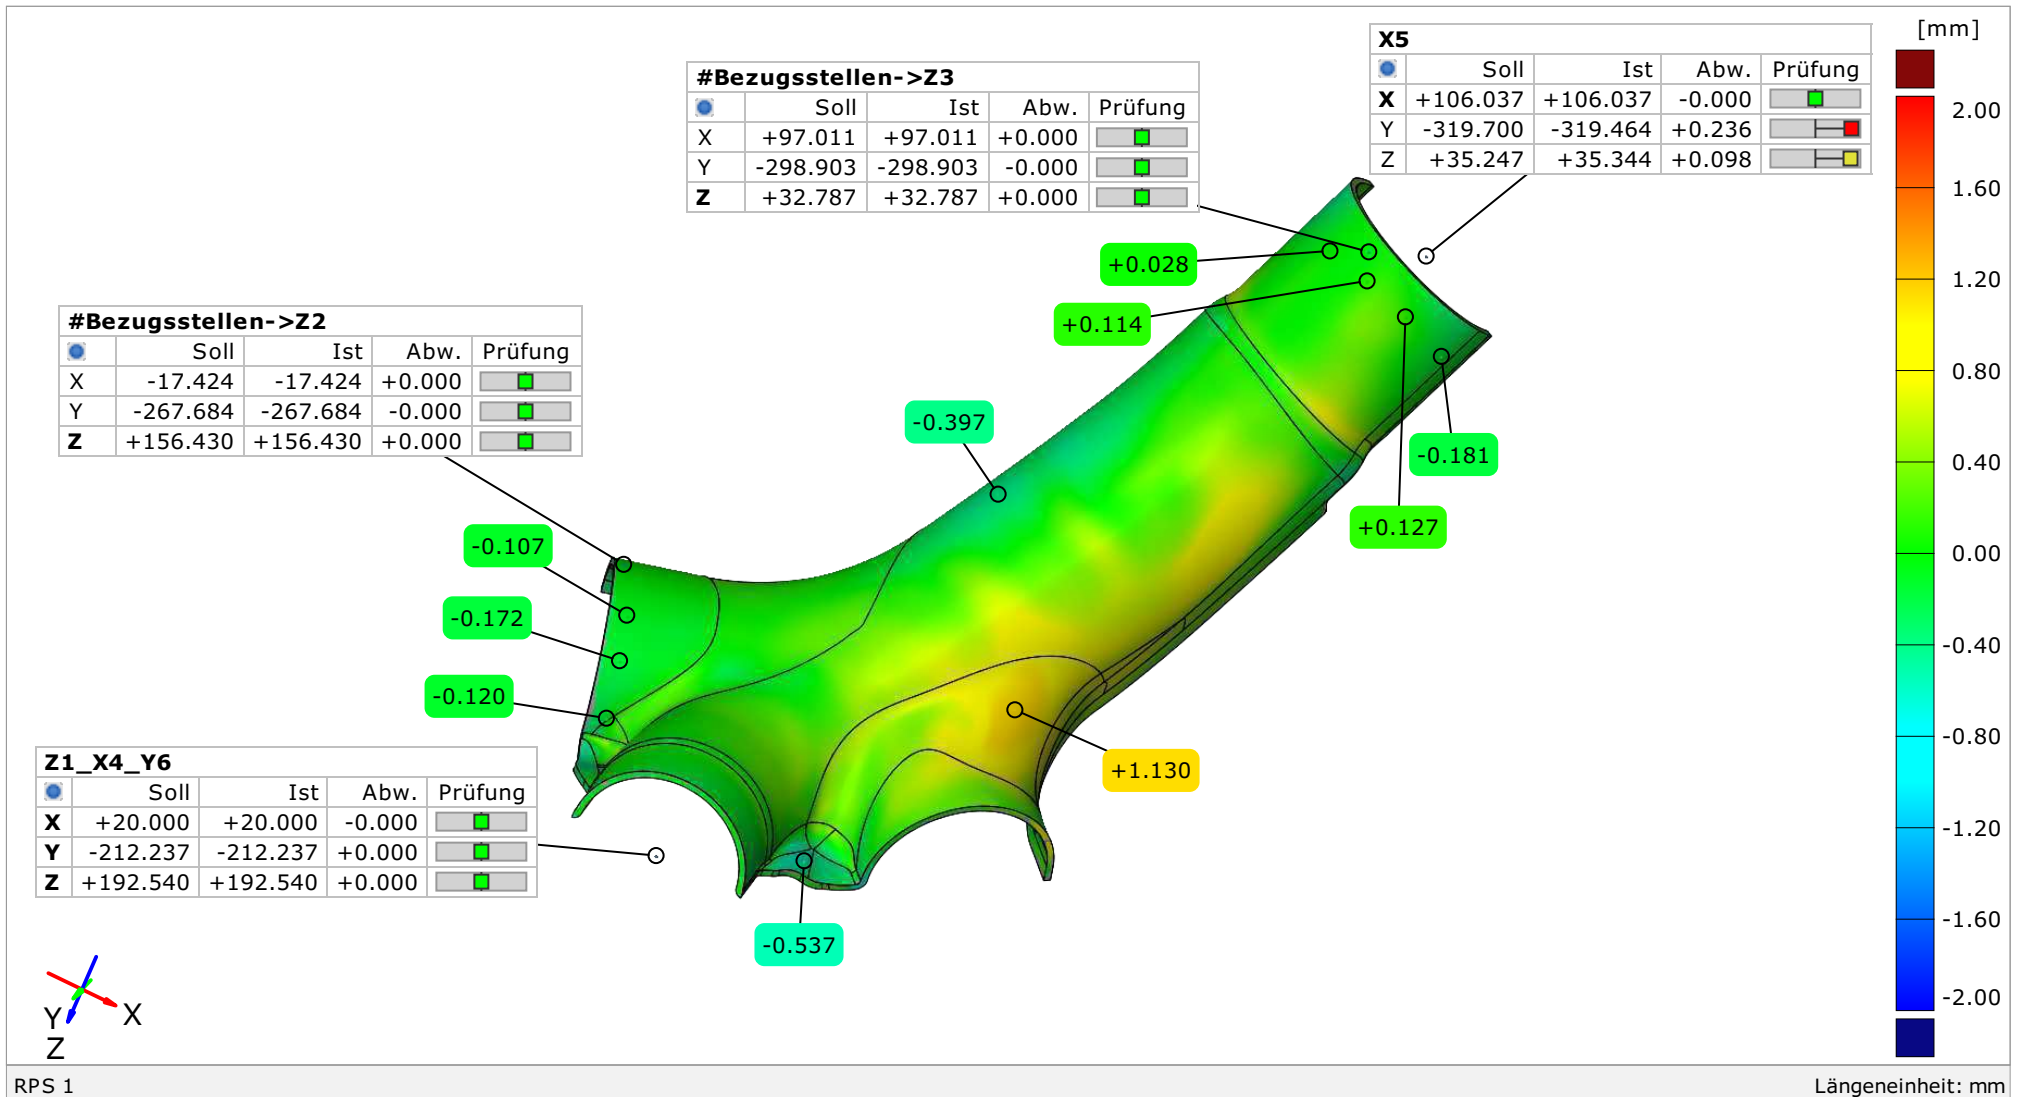 [mm]
X5
Soll Ist Abw. Prüfung
X +106.037 +106.037 -0.000
Y -319.700 -319.464 +0.236
Z +35.247 +35.344 +0.098
#Bezugsstellen->Z3
Soll Ist Abw. Prüfung
X +97.011 +97.011 +0.000
Y -298.903 -298.903 -0.000
Z +32.787 +32.787 +0.000
#Bezugsstellen->Z2
Soll Ist Abw. Prüfung
X -17.424 -17.424 +0.000
Y -267.684 -267.684 -0.000
Z +156.430 +156.430 +0.000
Z1_X4_Y6
Soll Ist Abw. Prüfung
X +20.000 +20.000 -0.000
Y -212.237 -212.237 +0.000
Z +192.540 +192.540 +0.000
+0.028
+0.114
-0.397
-0.181
+0.127
-0.107
-0.172
-0.120
+1.130
-0.537
2.00
1.60
1.20
0.80
0.40
0.00
-0.40
-0.80
-1.20
-1.60
-2.00
Y
X
Z
RPS 1
Längeneinheit: mm